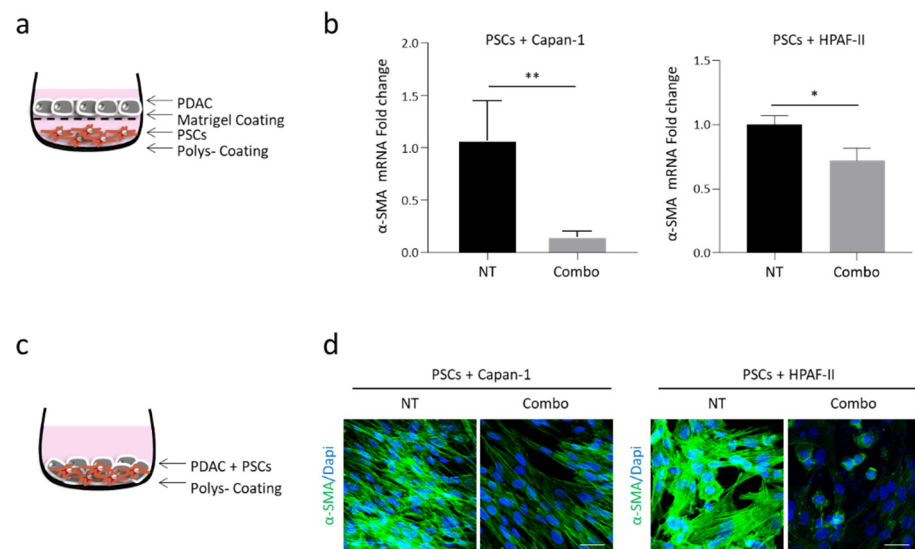 a
PDAC
Matrigel Coating
PSCs
Polys- Coating
b
PSCs + Capan-1
α-SMA mRNA Fold change
2.0
1.5
1.0
0.5
0.0
**
NT
Combo
PSCs + HPAF-II
α-SMA mRNA Fold change
1.5
1.0
0.5
0.0
*
NT
Combo
c
PDAC + PSCs
Polys- Coating
d
PSCs + Capan-1
NT
Combo
α-SMA/Dapi
PSCs + HPAF-II
NT
Combo
α-SMA/Dapi